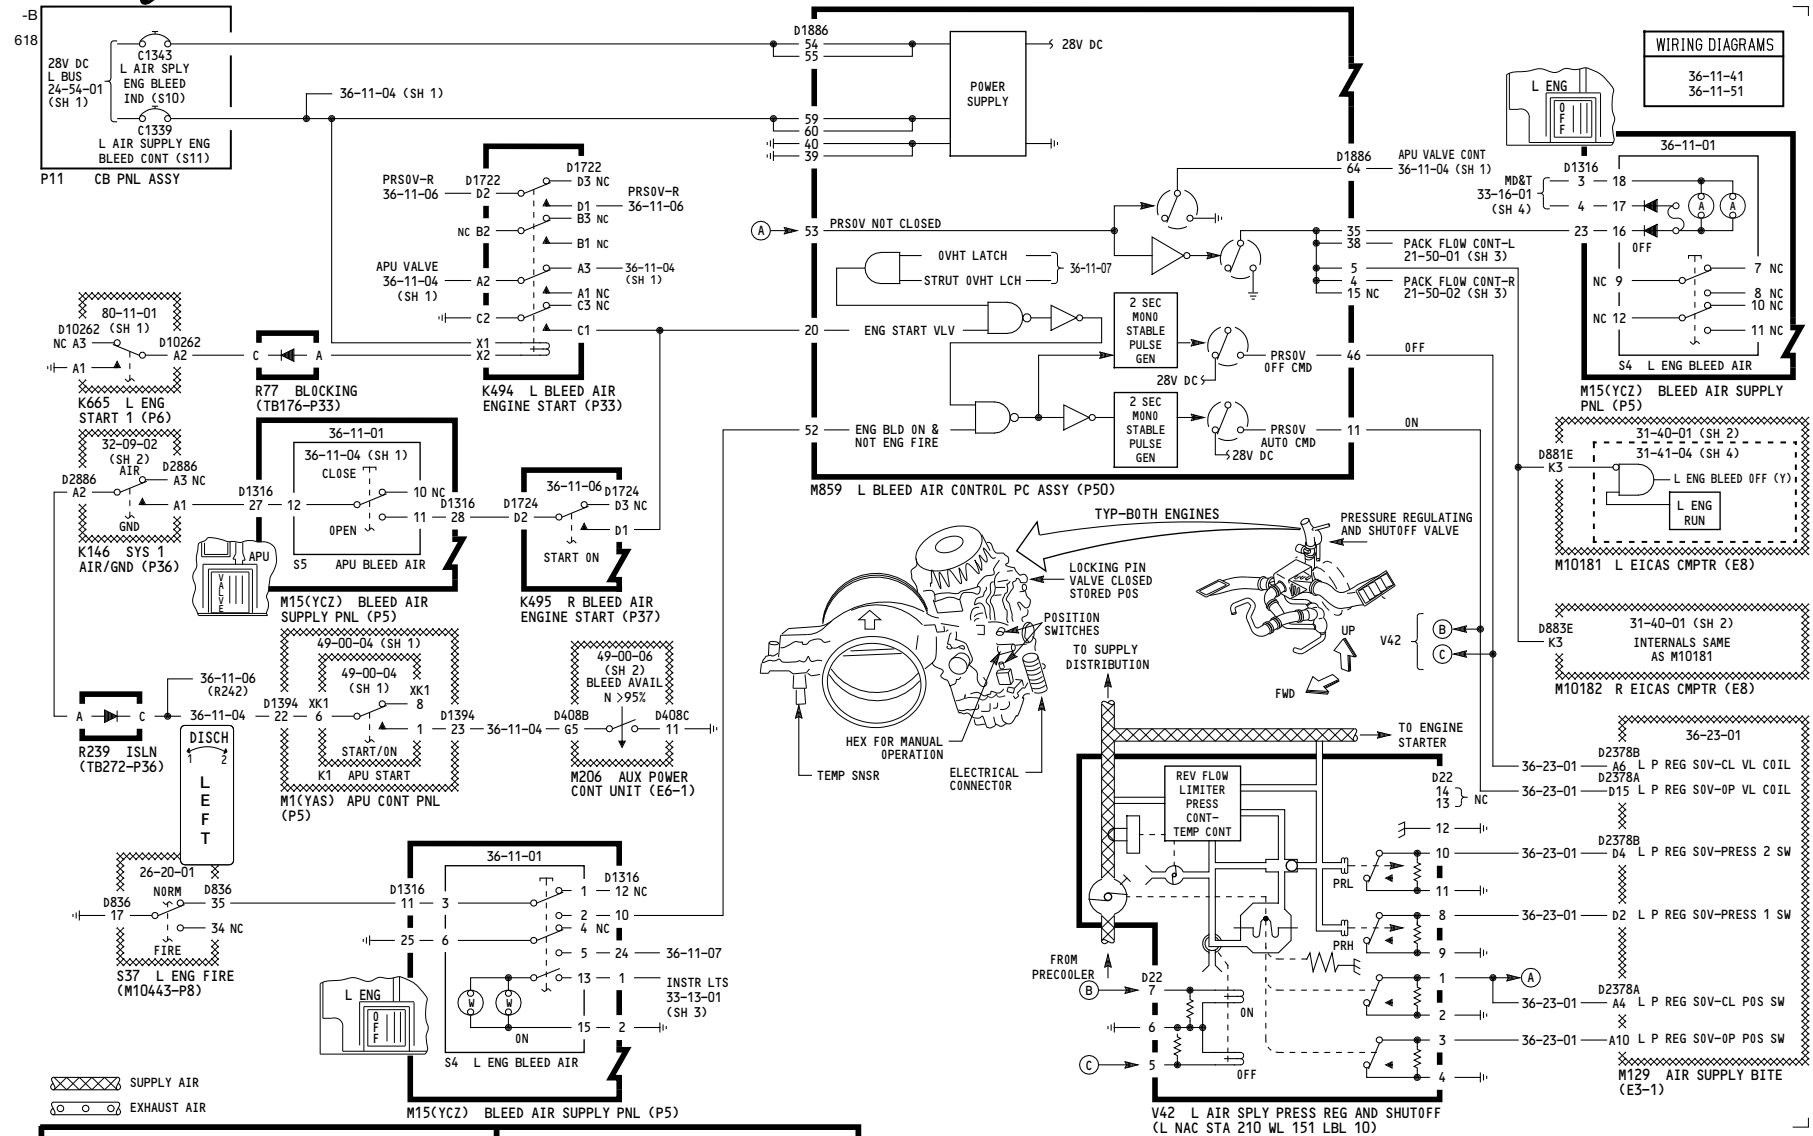 -B
618
28V DC
L BUS
24-54-01
(SH 1)
C1343
L AIR SPLY
ENG BLEED
IND (S10)
C1339
L AIR SUPPLY ENG
BLEED CONT (S11)
P11 CB PNL ASSY
36-11-04 (SH 1)
D1886
54
55
59
60
40
39
POWER
SUPPLY
28V DC
WIRING DIAGRAMS
36-11-41
36-11-51
D1722
D1722
PRSOV-R
36-11-06
D2
D3 NC
D1
PRSOV-R
36-11-06
B3 NC
NC B2
B1 NC
APU VALVE
36-11-04
(SH 1)
A2
A3
36-11-04
(SH 1)
A1 NC
C3 NC
C2
C1
X1
X2
K494 L BLEED AIR
ENGINE START (P33)
80-11-01
(SH 1)
D10262
NC A3
D10262
A2
A1
K665 L ENG
START 1 (P6)
C
A
R77 BLOCKING
(TB176-P33)
A
53
PRSOV NOT CLOSED
OVHT LATCH
STRUT OVHT LCH
36-11-07
20
ENG START VLV
52
ENG BLD ON &
NOT ENG FIRE
2 SEC
MONO
STABLE
PULSE
GEN
28V DC
PRSOV
OFF CMD
46
OFF
2 SEC
MONO
STABLE
PULSE
GEN
28V DC
PRSOV
AUTO CMD
11
ON
D1886
64
APU VALVE CONT
36-11-04 (SH 1)
35
38
PACK FLOW CONT-L
21-50-01 (SH 3)
5
4
PACK FLOW CONT-R
15 NC
21-50-02 (SH 3)
M859 L BLEED AIR CONTROL PC ASSY (P50)
L ENG
OFF
36-11-01
D1316
MD&T
33-16-01
(SH 4)
3
18
4
17
23
16
A
A
OFF
NC 9
7 NC
8 NC
10 NC
NC 12
11 NC
S4 L ENG BLEED AIR
M15(YCZ) BLEED AIR SUPPLY
PNL (P5)
31-40-01 (SH 2)
31-41-04 (SH 4)
D881E
K3
L ENG BLEED OFF (Y)
L ENG
RUN
M10181 L EICAS CMPTR (E8)
D883E
K3
31-40-01 (SH 2)
INTERNALS SAME
AS M10181
M10182 R EICAS CMPTR (E8)
32-09-02
(SH 2)
AIR
D2886
A2
D2886
A3 NC
A1
GND
K146 SYS 1
AIR/GND (P36)
APU
VALVE
36-11-01
36-11-04 (SH 1)
D1316
27
12
CLOSE
10 NC
11
OPEN
D1316
28
S5 APU BLEED AIR
M15(YCZ) BLEED AIR
SUPPLY PNL (P5)
36-11-06
D1724
D2
D1724
D3 NC
D1
START ON
K495 R BLEED AIR
ENGINE START (P37)
A
C
R239 ISLN
(TB272-P36)
36-11-06
(R242)
36-11-04
49-00-04 (SH 1)
49-00-04
(SH 1)
D1394
22
XK1
6
XK1
8
1
D1394
23
START/ON
K1 APU START
M1(YAS) APU CONT PNL
(P5)
36-11-04
49-00-06
(SH 2)
BLEED AVAIL
N >95%
D408B
G5
D408C
11
M206 AUX POWER
CONT UNIT (E6-1)
DISCH
1 2
LEFT
26-20-01
NORM
D836
17
D836
35
34 NC
FIRE
S37 L ENG FIRE
(M10443-P8)
36-11-01
D1316
11
3
25
6
D1316
1
12 NC
2
10
4 NC
5
24
36-11-07
13
1
INSTR LTS
33-13-01
(SH 3)
15
2
W
W
ON
L ENG
OFF
S4 L ENG BLEED AIR
M15(YCZ) BLEED AIR SUPPLY PNL (P5)
SUPPLY AIR
EXHAUST AIR
TYP-BOTH ENGINES
PRESSURE REGULATING
AND SHUTOFF VALVE
LOCKING PIN
VALVE CLOSED
STORED POS
POSITION
SWITCHES
HEX FOR MANUAL
OPERATION
TEMP SNSR
ELECTRICAL
CONNECTOR
UP
FWD
V42
B
C
TO SUPPLY
DISTRIBUTION
TO ENGINE
STARTER
REV FLOW
LIMITER
PRESS
CONT-
TEMP CONT
FROM
PRECOOLER
B
D22
7
6
C
5
ON
OFF
PRL
PRH
D22
14
13
NC
12
10
11
8
9
1
A
2
3
4
V42 L AIR SPLY PRESS REG AND SHUTOFF
(L NAC STA 210 WL 151 LBL 10)
36-23-01
D2378B
36-23-01
A6
L P REG SOV-CL VL COIL
D2378A
36-23-01
D15
L P REG SOV-OP VL COIL
D2378B
36-23-01
D4
L P REG SOV-PRESS 2 SW
36-23-01
D2
L P REG SOV-PRESS 1 SW
D2378A
36-23-01
A4
L P REG SOV-CL POS SW
36-23-01
A10
L P REG SOV-OP POS SW
M129 AIR SUPPLY BITE
(E3-1)